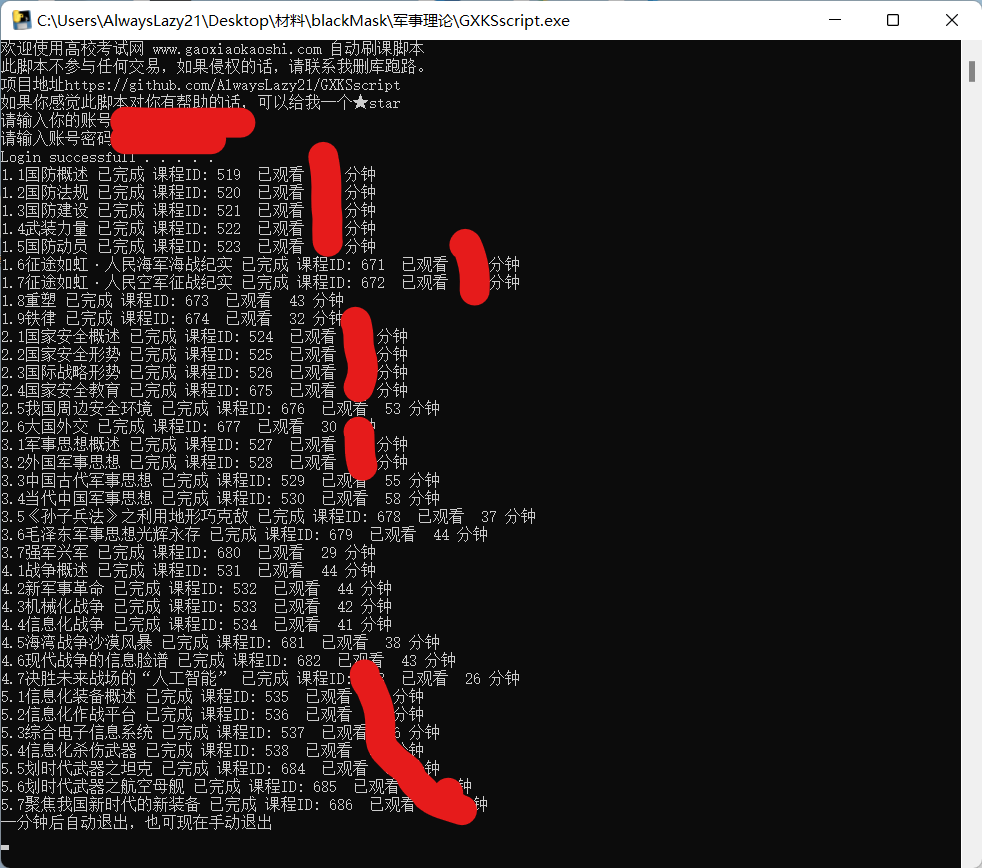 C:\Users\AlwaysLazy21\Desktop\材料\blackMask\军事理论\GXKSscript.exe
欢迎使用高校考试网 www.gaoxiaokaoshi.com 自动刷课脚本
此脚本不参与任何交易，如果侵权的话，请联系我删库跑路。
项目地址https://github.com/AlwaysLazy21/GXKSscript
如果你感觉此脚本对你有帮助的话，可以给我一个★star
请输入你的账号
请输入账号密码
Login successfull . . . . .
1.1国防概述 已完成 课程ID: 519 已观看 分钟
1.2国防法规 已完成 课程ID: 520 已观看 分钟
1.3国防建设 已完成 课程ID: 521 已观看 分钟
1.4武装力量 已完成 课程ID: 522 已观看 分钟
1.5国防动员 已完成 课程ID: 523 已观看 分钟
1.6征途如虹·人民海军海战纪实 已完成 课程ID: 671 已观看 分钟
1.7征途如虹·人民空军征战纪实 已完成 课程ID: 672 已观看 分钟
1.8重塑 已完成 课程ID: 673 已观看 43 分钟
1.9铁律 已完成 课程ID: 674 已观看 32 分钟
2.1国家安全概述 已完成 课程ID: 524 已观看 分钟
2.2国家安全形势 已完成 课程ID: 525 已观看 分钟
2.3国际战略形势 已完成 课程ID: 526 已观看 分钟
2.4国家安全教育 已完成 课程ID: 675 已观看 分钟
2.5我国周边安全环境 已完成 课程ID: 676 已观看 53 分钟
2.6大国外交 已完成 课程ID: 677 已观看 30
3.1军事思想概述 已完成 课程ID: 527 已观看 分钟
3.2外国军事思想 已完成 课程ID: 528 已观看 分钟
3.3中国古代军事思想 已完成 课程ID: 529 已观看 55 分钟
3.4当代中国军事思想 已完成 课程ID: 530 已观看 58 分钟
3.5《孙子兵法》之利用地形巧克敌 已完成 课程ID: 678 已观看 37 分钟
3.6毛泽东军事思想光辉永存 已完成 课程ID: 679 已观看 44 分钟
3.7强军兴军 已完成 课程ID: 680 已观看 29 分钟
4.1战争概述 已完成 课程ID: 531 已观看 44 分钟
4.2新军事革命 已完成 课程ID: 532 已观看 44 分钟
4.3机械化战争 已完成 课程ID: 533 已观看 42 分钟
4.4信息化战争 已完成 课程ID: 534 已观看 41 分钟
4.5海湾战争沙漠风暴 已完成 课程ID: 681 已观看 38 分钟
4.6现代战争的信息脸谱 已完成 课程ID: 682 已观看 43 分钟
4.7决胜未来战场的“人工智能” 已完成 课程ID: 已观看 26 分钟
5.1信息化装备概述 已完成 课程ID: 535 已观看 分钟
5.2信息化作战平台 已完成 课程ID: 536 已观看 分钟
5.3综合电子信息系统 已完成 课程ID: 537 已观看 分钟
5.4信息化杀伤武器 已完成 课程ID: 538 已观看 钟
5.5划时代武器之坦克 已完成 课程ID: 684 已观看 钟
5.6划时代武器之航空母舰 已完成 课程ID: 685 已观看 钟
5.7聚焦我国新时代的新装备 已完成 课程ID: 686 已观看 钟
一分钟后自动退出，也可现在手动退出